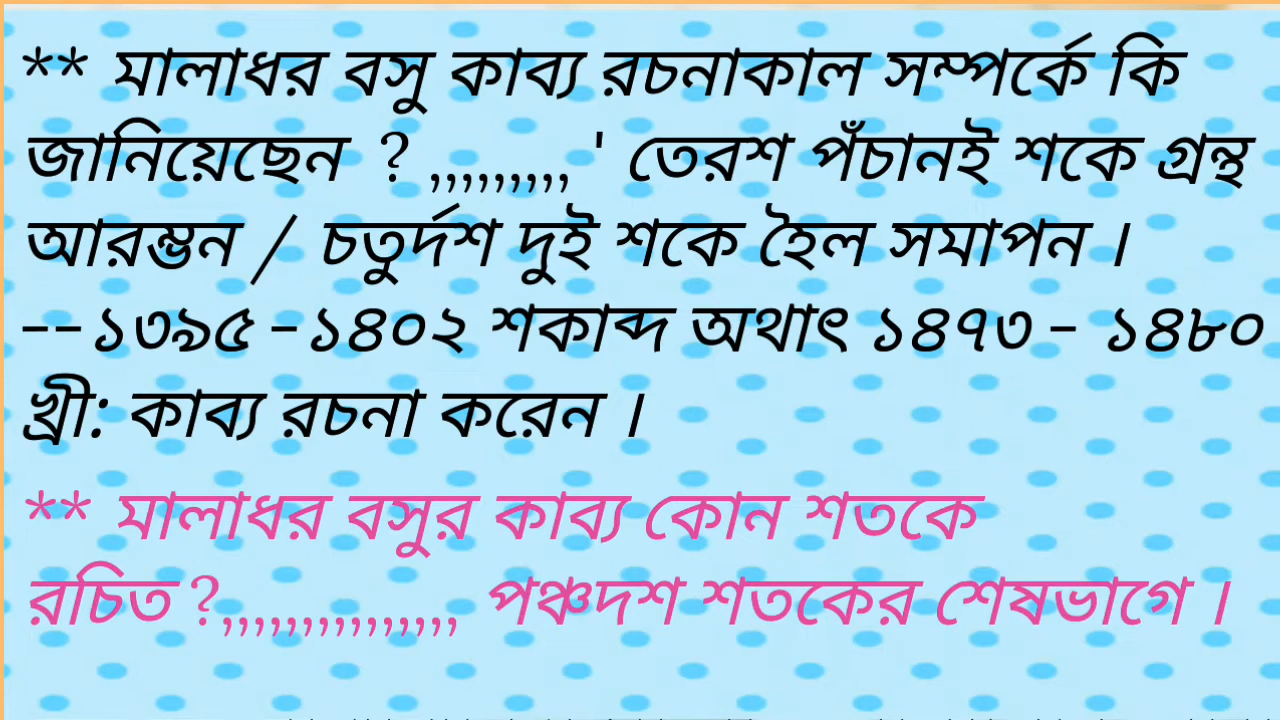 ** মালাধর বসু কাব্য রচনাকাল সম্পর্কে কি
জানিয়েছেন ? ,,,,,,,,,' তেরশ পঁচানই শকে গ্রন্থ
আরম্ভন / চতুর্দশ দুই শকে হৈল সমাপন ।
--১৩৯৫ -১৪০২ শকাব্দ অথাৎ ১৪৭৩ - ১৪৮০
খ্রী: কাব্য রচনা করেন ।
** মালাধর বসুর কাব্য কোন শতকে
রচিত ?,,,,,,,,,,,,,,,, পঞ্চদশ শতকের শেষভাগে ।